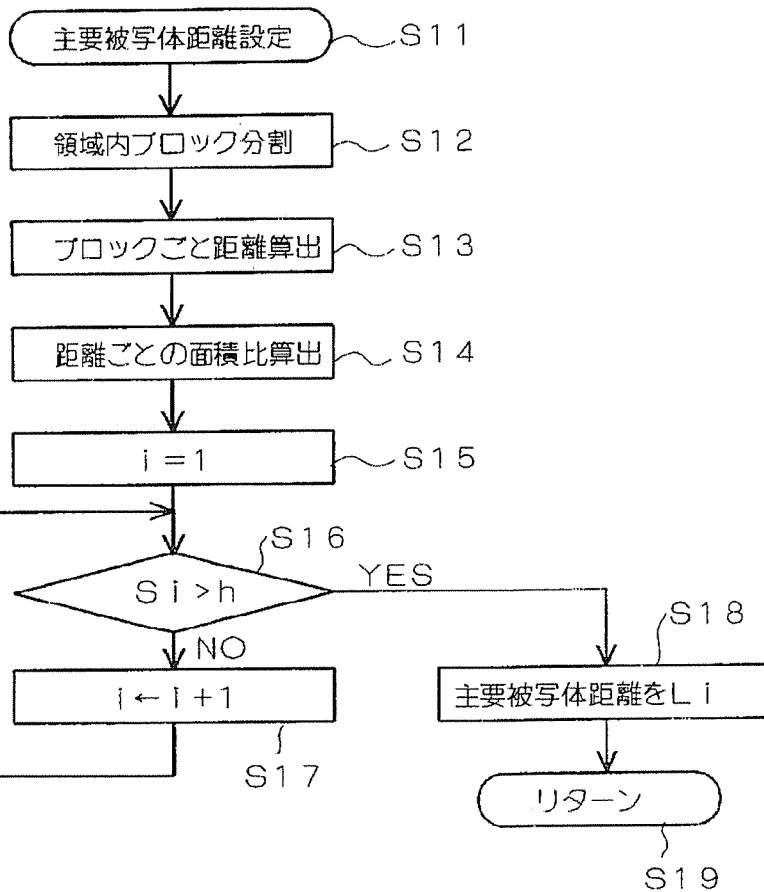 主要被写体距離設定
S11
領域内ブロック分割
S12
ブロックごと距離算出
S13
距離ごとの面積比算出
S14
i=1
S15
S16
Si>h
YES
NO
S18
i←i+1
主要被写体距離をLi
S17
リターン
S19